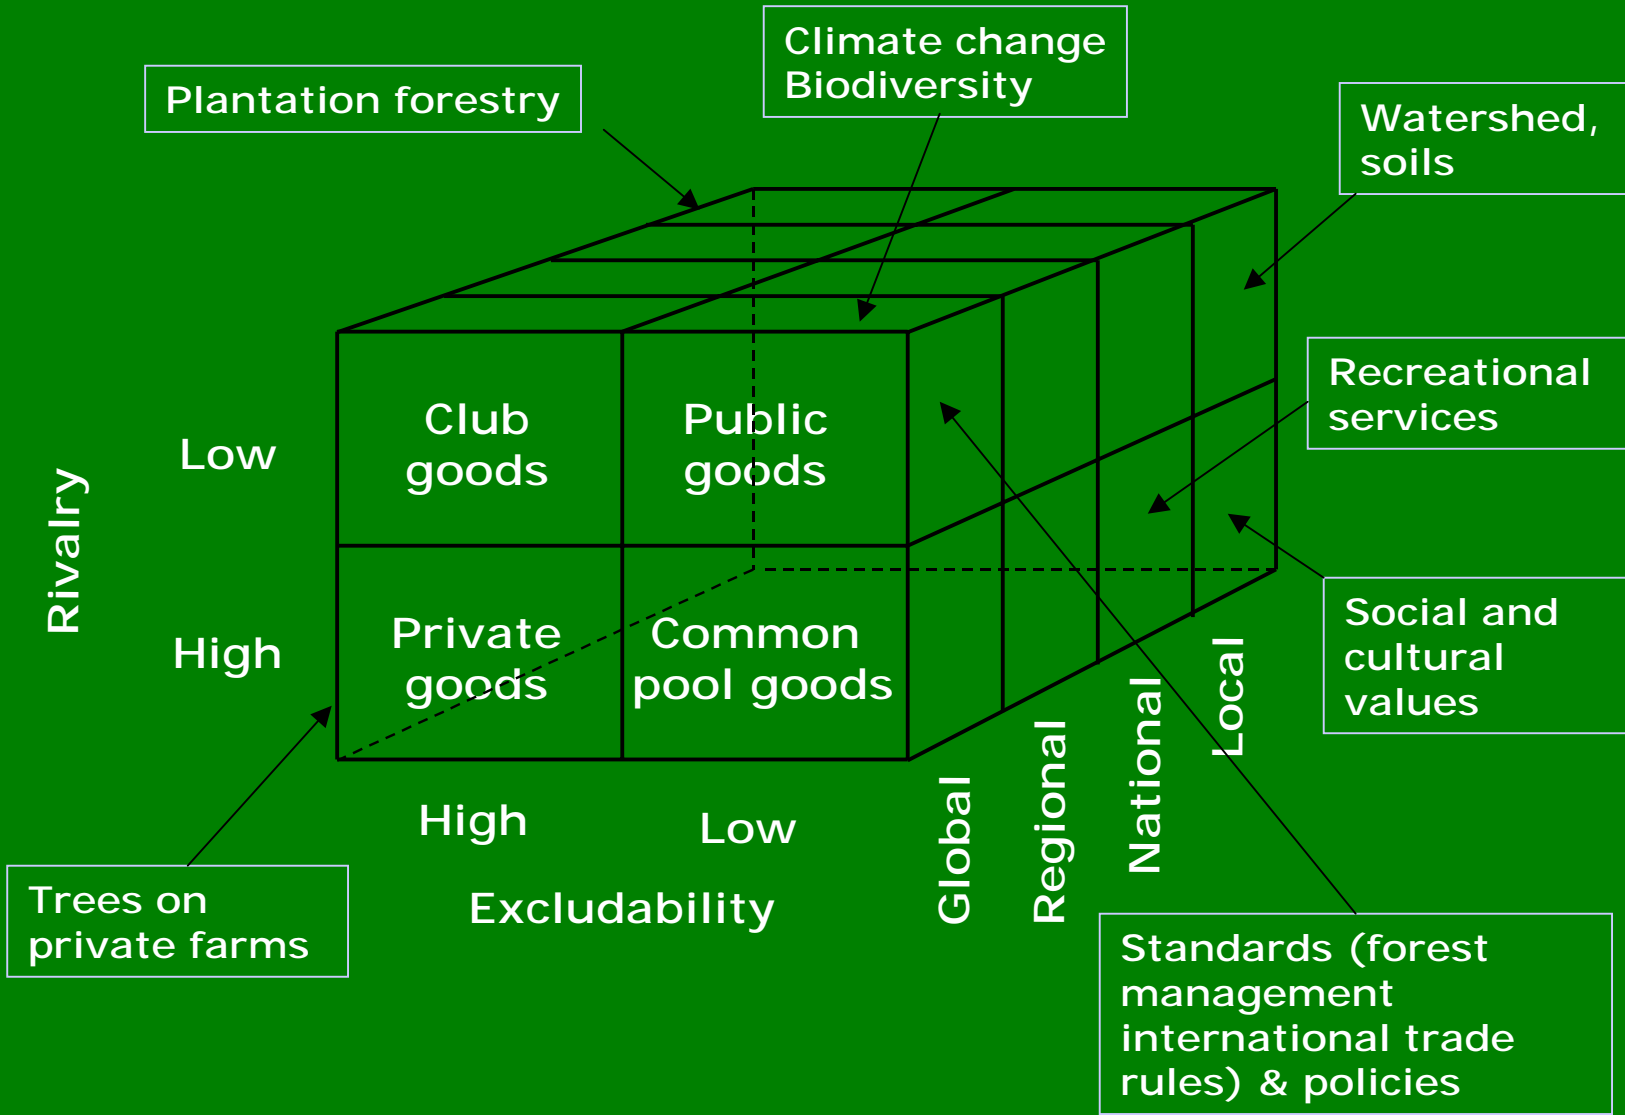 Climate change
Biodiversity
Plantation forestry
Watershed,
soils
Recreational
services
Club
goods
Public
goods
Low
Rivalry
High
Private
goods
Common
pool goods
Social and
cultural
values
High
Low
Excludability
Global
Regional
National
Local
Trees on
private farms
Standards (forest
management
international trade
rules) & policies